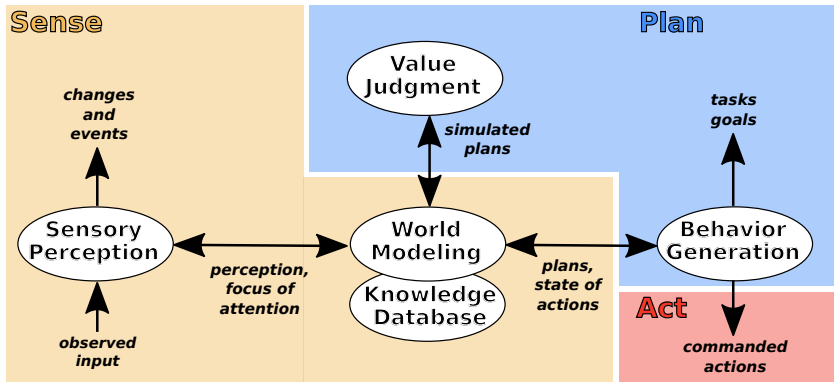 Sense
Plan
Value
Judgment
changes
and
events
tasks
goals
simulated
plans
Sensory
Perception
World
Modeling
Behavior
Generation
perception,
focus of
attention
plans,
state of
actions
Knowledge
Database
Act
observed
input
commanded
actions